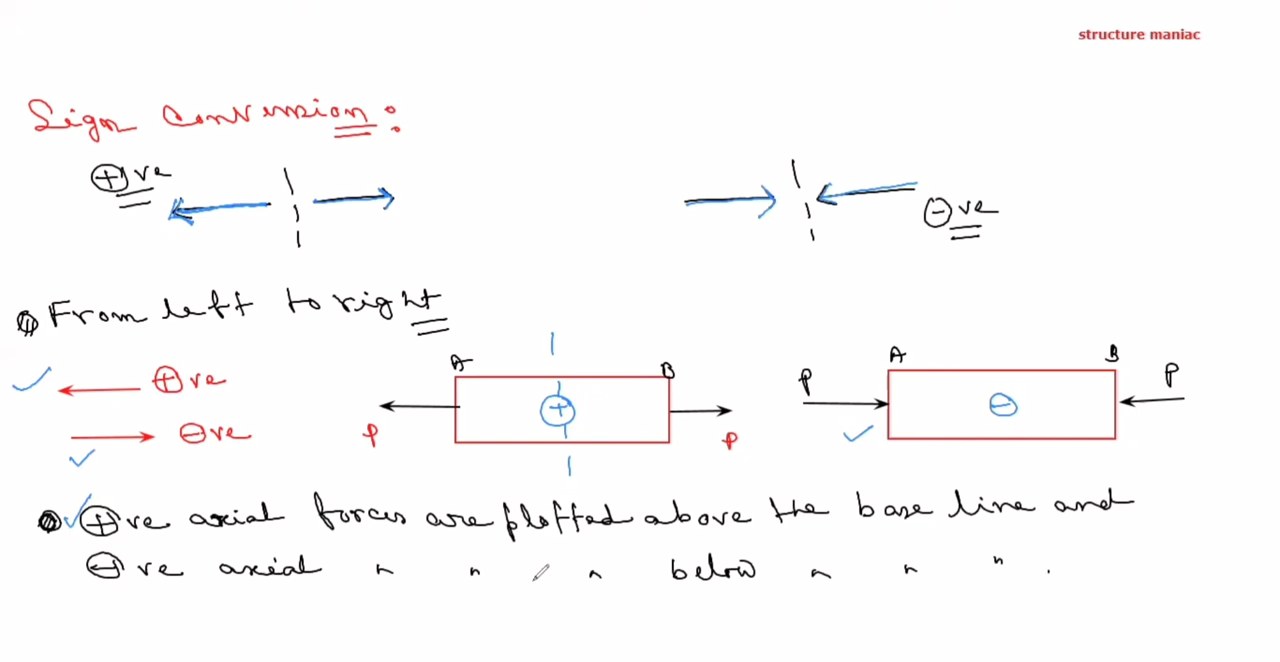 structure maniac
Sign Conversion:
⊕ve
⊖ve
From left to right
⊕ve
⊖ve
A B
P P
A B
P P
⊕ve axial forces are plotted above the base line and
⊖ve axial " " " below " " " .